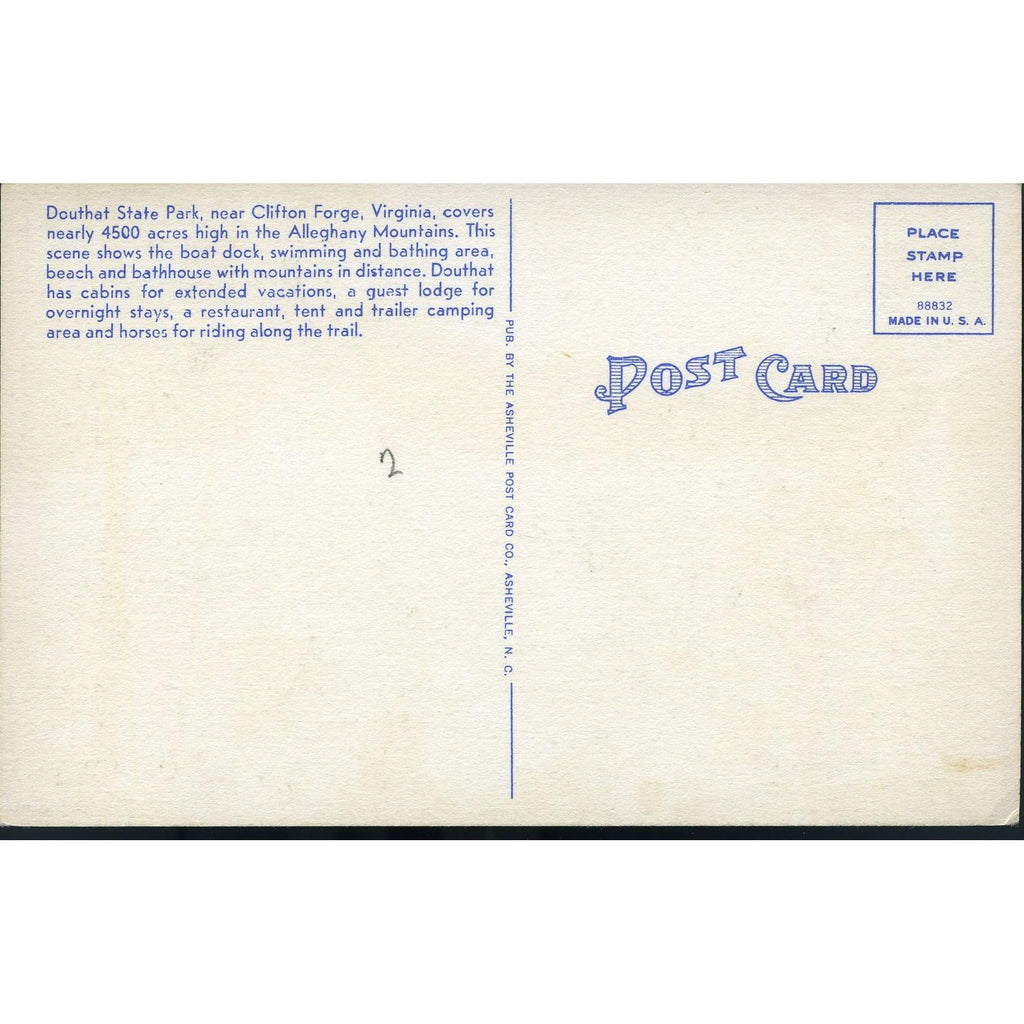 Douthat State Park, near Clifton Forge, Virginia, covers
nearly 4500 acres high in the Alleghany Mountains. This
scene shows the boat dock, swimming and bathing area,
beach and bathhouse with mountains in distance. Douthat
has cabins for extended vacations, a guest lodge for
overnight stays, a restaurant, tent and trailer camping
area and horses for riding along the trail.
2
PUB. BY THE ASHEVILLE POST CARD CO., ASHEVILLE, N. C.
PLACE
STAMP
HERE
88832
MADE IN U. S. A.
POST CARD